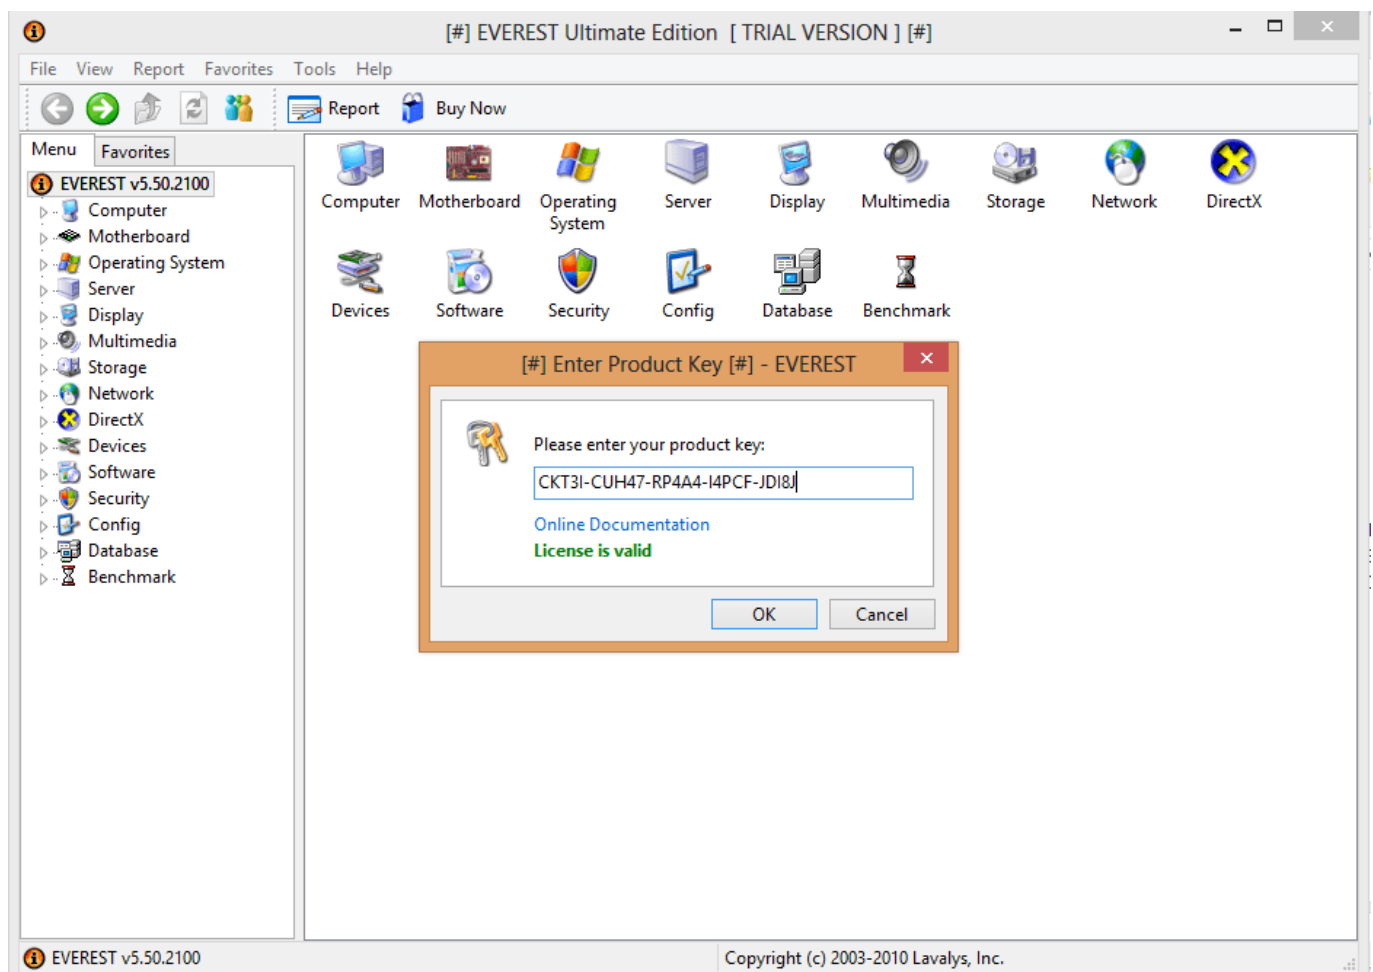 [#] EVEREST Ultimate Edition [ TRIAL VERSION ] [#]
File View Report Favorites Tools Help
Report Buy Now
Menu Favorites
EVEREST v5.50.2100
Computer
Motherboard
Operating System
Server
Display
Multimedia
Storage
Network
DirectX
Devices
Software
Security
Config
Database
Benchmark
Computer Motherboard Operating System Server Display Multimedia Storage Network DirectX
Devices Software Security Config Database Benchmark
[#] Enter Product Key [#] - EVEREST
Please enter your product key:
CKT3I-CUH47-RP4A4-I4PCF-JDI8J
Online Documentation
License is valid
OK Cancel
EVEREST v5.50.2100 Copyright (c) 2003-2010 Lavalys, Inc.